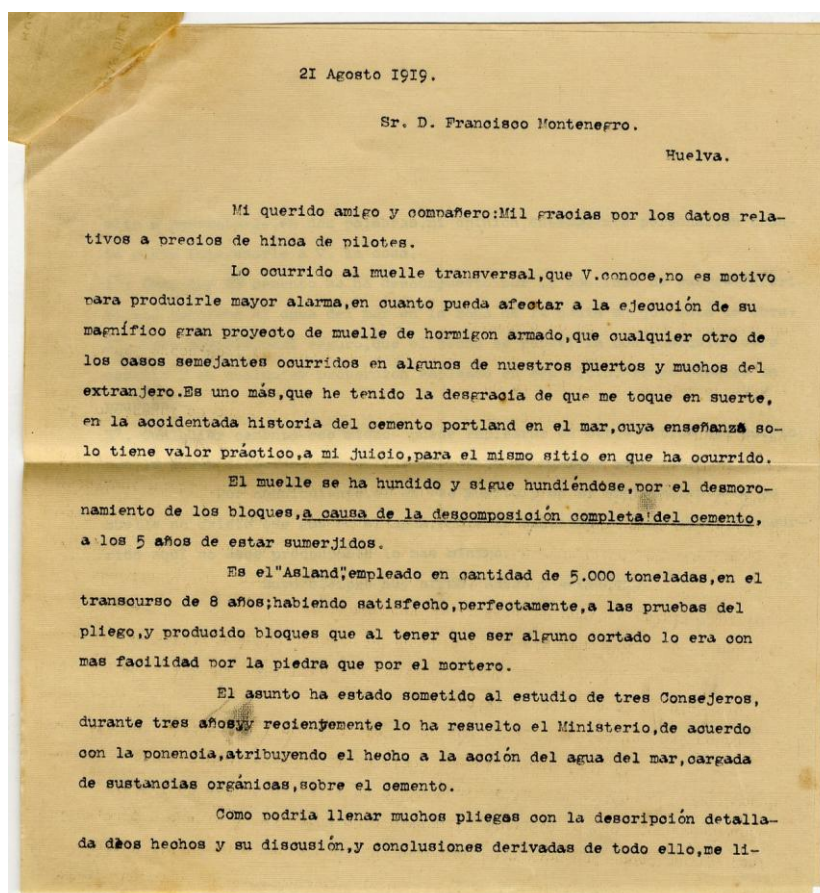 21 Agosto 1919.
Sr. D. Francisco Montenegro.
Huelva.
Mi querido amigo y compañero:Mil gracias por los datos rela-
tivos a precios de hinca de pilotes.
Lo ocurrido al muelle transversal,que V.conoce,no es motivo
para producirle mayor alarma,en cuanto pueda afectar a la ejecución de su
magnífico gran proyecto de muelle de hormigon armado,que cualquier otro de
los casos semejantes ocurridos en algunos de nuestros puertos y muchos del
extranjero.Es uno más,que he tenido la desgracia de que me toque en suerte,
en la accidentada historia del cemento portland en el mar,cuya enseñanza so-
lo tiene valor práctico,a mi juicio,para el mismo sitio en que ha ocurrido.
El muelle se ha hundido y sigue hundiéndose,por el desmoro-
namiento de los bloques,a causa de la descomposición completa!del cemento,
a los 5 años de estar sumerjidos.
Es el"Asland",empleado en cantidad de 5.000 toneladas,en el
transcurso de 8 años;habiendo satisfecho,perfectamente,a las pruebas del
pliego,y producido bloques que al tener que ser alguno cortado lo era con
mas facilidad por la piedra que por el mortero.
El asunto ha estado sometido al estudio de tres Consejeros,
durante tres añosyy recientemente lo ha resuelto el Ministerio,de acuerdo
con la ponencia,atribuyendo el hecho a la acción del agua del mar,cargada
de sustancias orgánicas,sobre el cemento.
Como podria llenar muchos pliegos con la descripción detalla-
da dlos hechos y su discusión,y conclusiones derivadas de todo ello,me li-